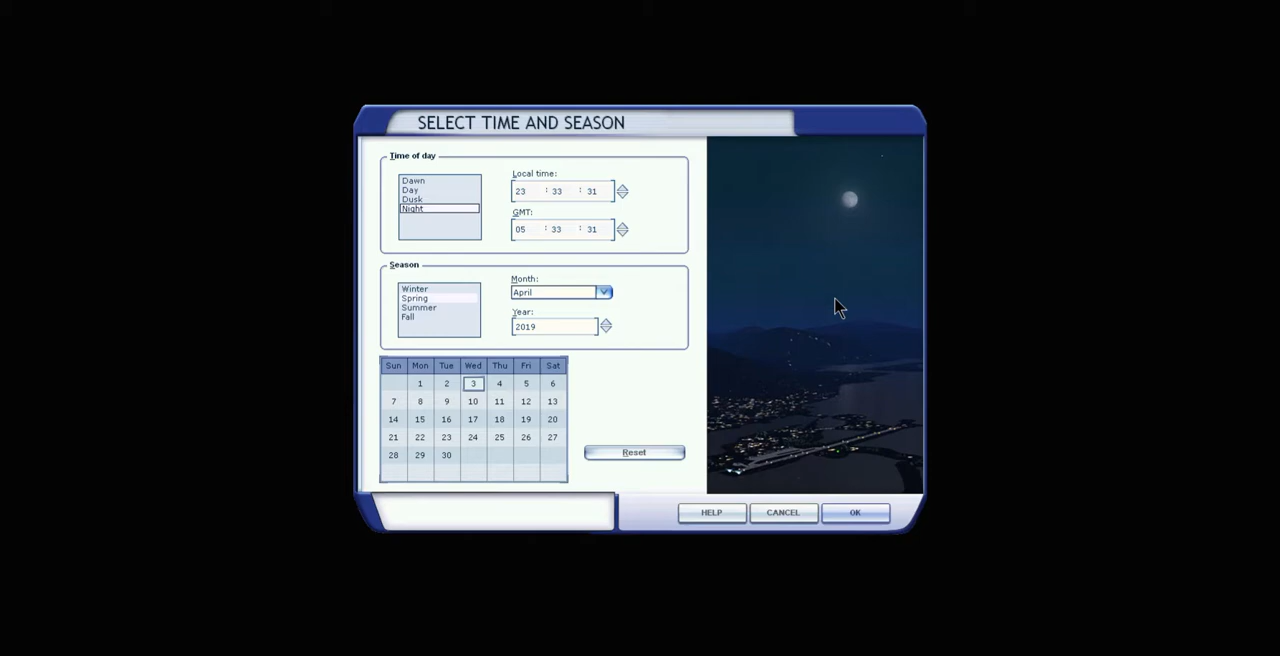 SELECT TIME AND SEASON
Time of day
Dawn
Day
Dusk
Night
Local time:
23 : 33 : 31
GMT:
05 : 33 : 31
Season
Winter
Spring
Summer
Fall
Month:
April
Year:
2019
Sun Mon Tue Wed Thu Fri Sat
1 2 3 4 5 6
7 8 9 10 11 12 13
14 15 16 17 18 19 20
21 22 23 24 25 26 27
28 29 30
Reset
HELP CANCEL OK